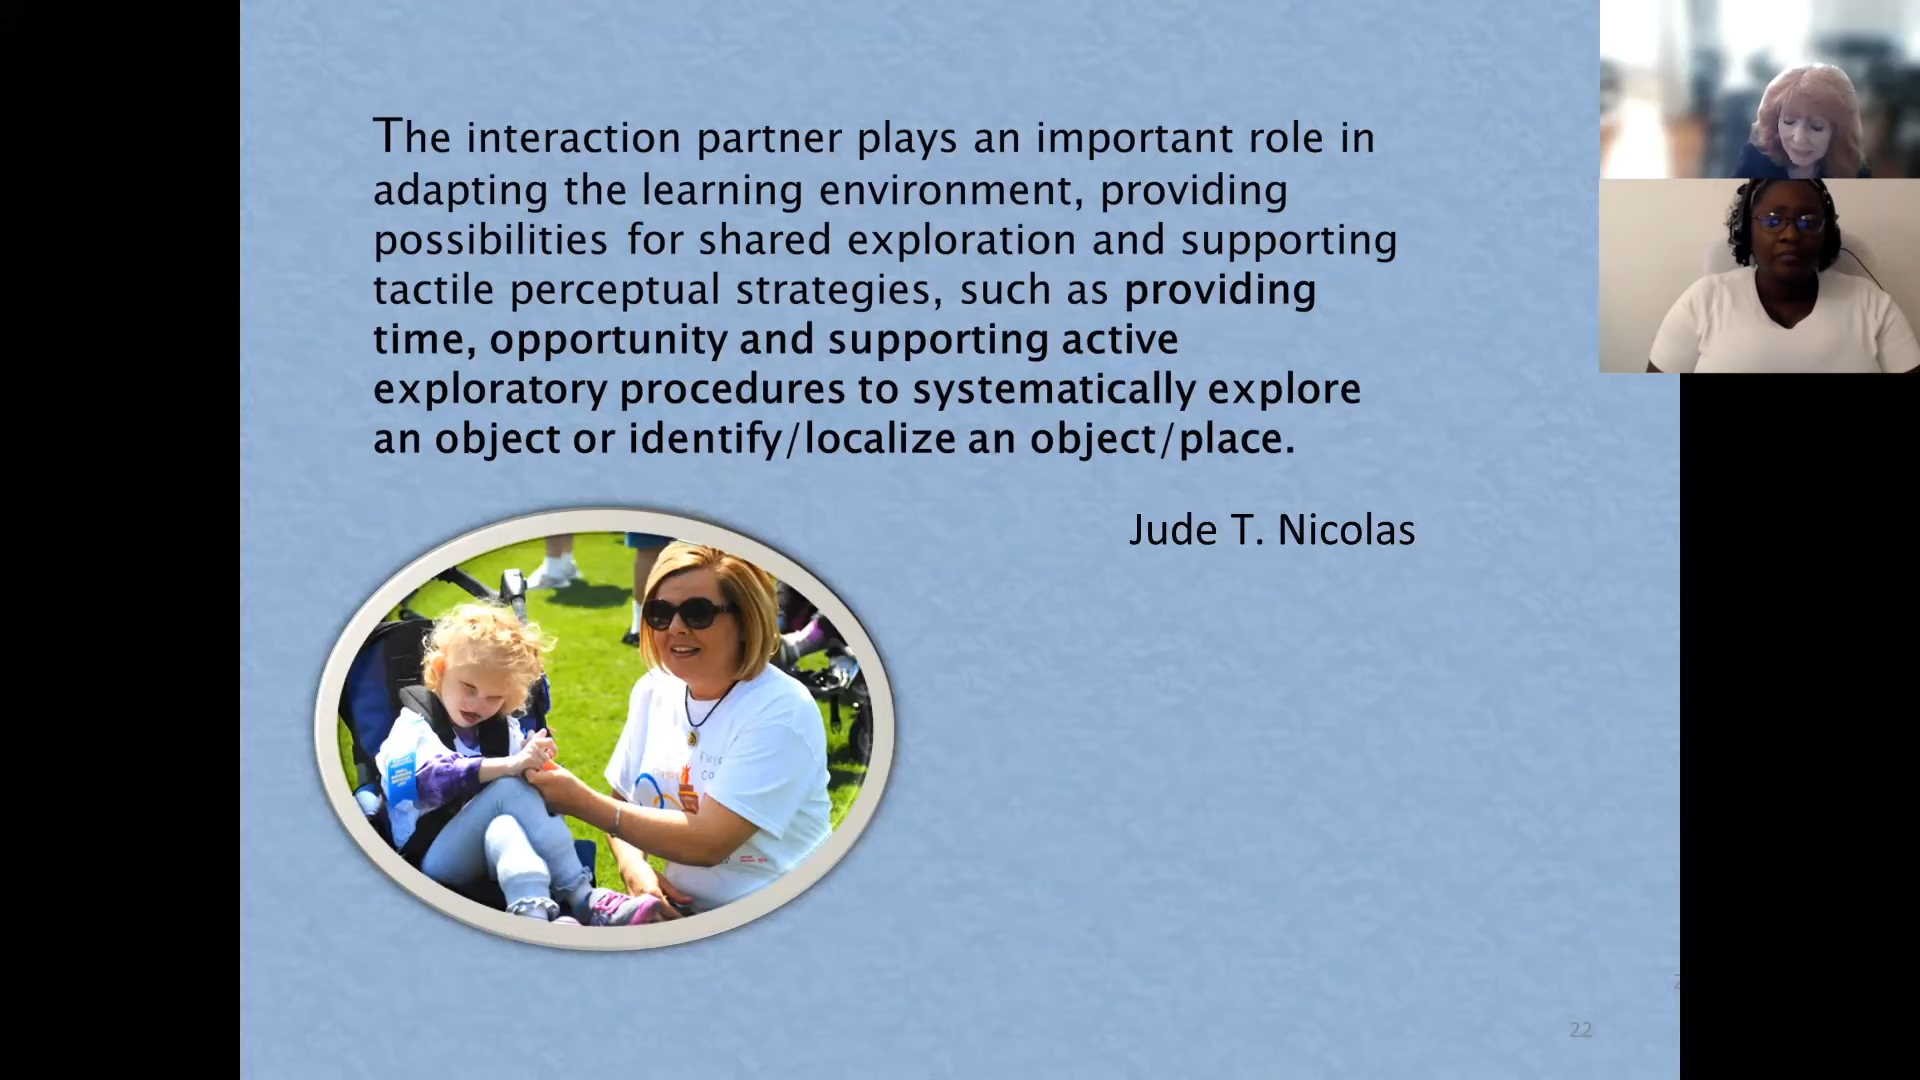 The interaction partner plays an important role in
adapting the learning environment, providing
possibilities for shared exploration and supporting
tactile perceptual strategies, such as providing
time, opportunity and supporting active
exploratory procedures to systematically explore
an object or identify/localize an object/place.
Jude T. Nicolas
22